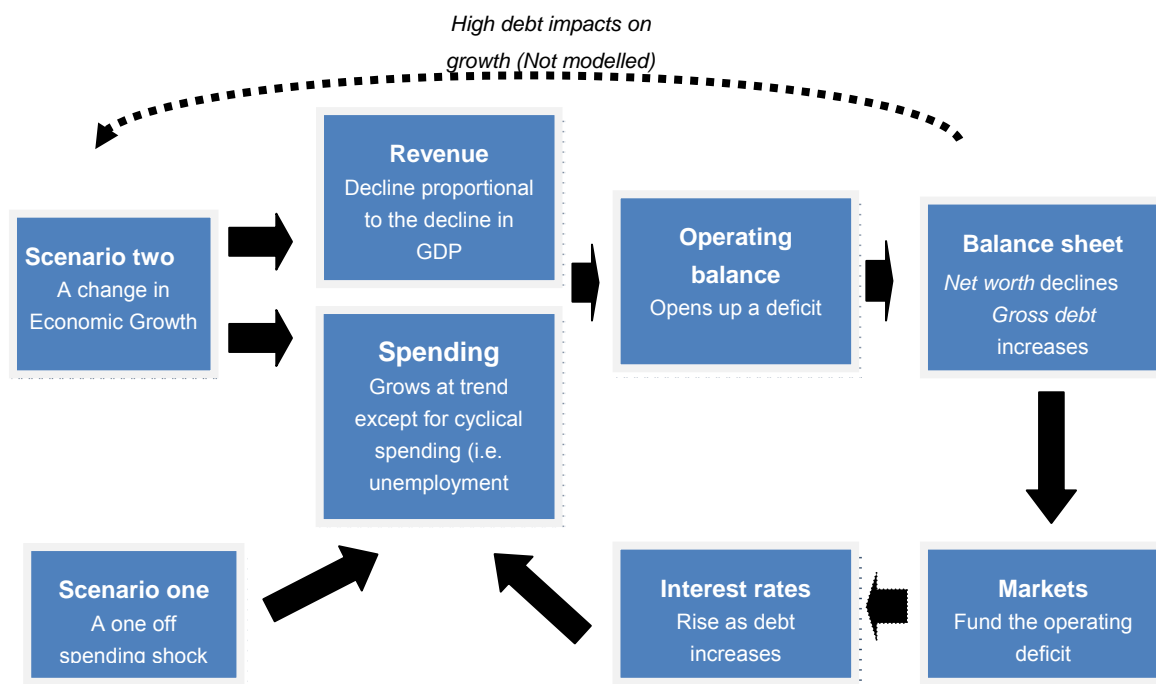 High debt impacts on
growth (Not modelled)
Revenue
Decline proportional
to the decline in
GDP
Scenario two
A change in
Economic Growth
Operating
balance
Opens up a deficit
Balance sheet
Net worth declines
Gross debt
increases
Spending
Grows at trend
except for cyclical
spending (i.e.
unemployment
Scenario one
A one off
spending shock
Interest rates
Rise as debt
increases
Markets
Fund the operating
deficit